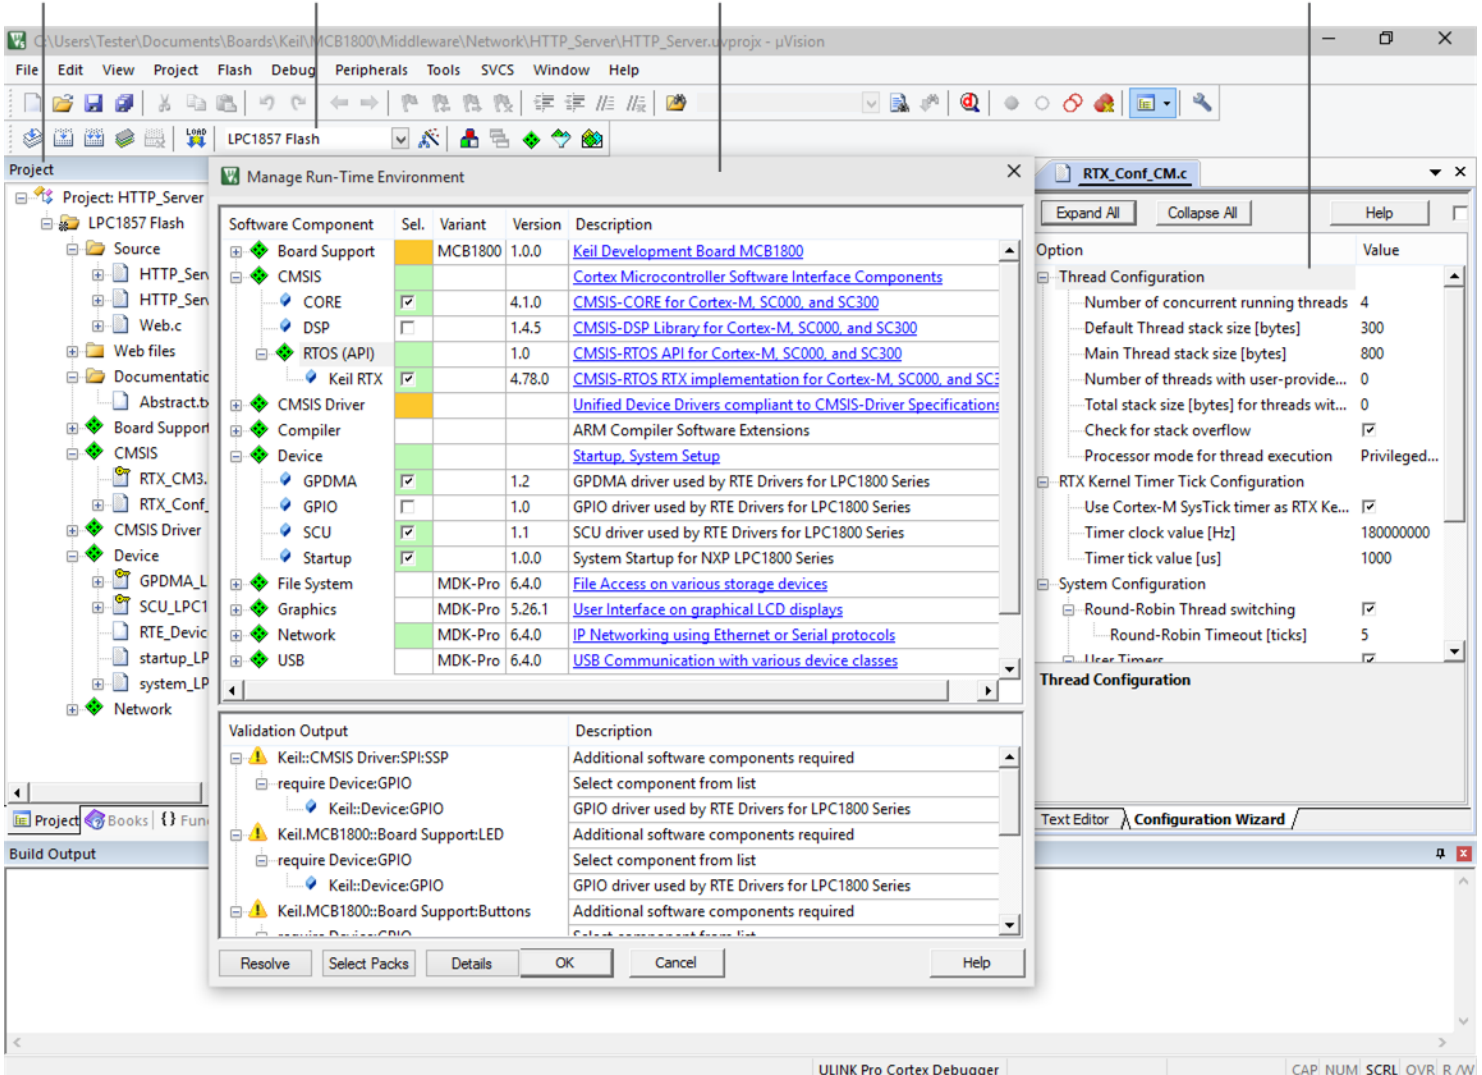 C:\Users\Tester\Documents\Boards\Keil\MCB1800\Middleware\Network\HTTP_Server\HTTP_Server.uvprojx - µVision
File Edit View Project Flash Debug Peripherals Tools SVCS Window Help
LOAD LPC1857 Flash
Project
Project: HTTP_Server
LPC1857 Flash
Source
HTTP_Serv
HTTP_Serv
Web.c
Web files
Documentatic
Abstract.tx
Board Support
CMSIS
RTX_CM3.
RTX_Conf_
CMSIS Driver
Device
GPDMA_L
SCU_LPC1
RTE_Devic
startup_LP
system_LP
Network
Project Books {} Fun
Manage Run-Time Environment
Software Component Sel. Variant Version Description
Board Support MCB1800 1.0.0 Keil Development Board MCB1800
CMSIS Cortex Microcontroller Software Interface Components
CORE 4.1.0 CMSIS-CORE for Cortex-M, SC000, and SC300
DSP 1.4.5 CMSIS-DSP Library for Cortex-M, SC000, and SC300
RTOS (API) 1.0 CMSIS-RTOS API for Cortex-M, SC000, and SC300
Keil RTX 4.78.0 CMSIS-RTOS RTX implementation for Cortex-M, SC000, and SC3
CMSIS Driver Unified Device Drivers compliant to CMSIS-Driver Specifications
Compiler ARM Compiler Software Extensions
Device Startup, System Setup
GPDMA 1.2 GPDMA driver used by RTE Drivers for LPC1800 Series
GPIO 1.0 GPIO driver used by RTE Drivers for LPC1800 Series
SCU 1.1 SCU driver used by RTE Drivers for LPC1800 Series
Startup 1.0.0 System Startup for NXP LPC1800 Series
File System MDK-Pro 6.4.0 File Access on various storage devices
Graphics MDK-Pro 5.26.1 User Interface on graphical LCD displays
Network MDK-Pro 6.4.0 IP Networking using Ethernet or Serial protocols
USB MDK-Pro 6.4.0 USB Communication with various device classes
Validation Output Description
Keil::CMSIS Driver:SPI:SSP Additional software components required
require Device:GPIO Select component from list
Keil::Device:GPIO GPIO driver used by RTE Drivers for LPC1800 Series
Keil.MCB1800::Board Support:LED Additional software components required
require Device:GPIO Select component from list
Keil::Device:GPIO GPIO driver used by RTE Drivers for LPC1800 Series
Keil.MCB1800::Board Support:Buttons Additional software components required
require Device:GPIO Select component from list
Resolve Select Packs Details OK Cancel Help
RTX_Conf_CM.c
Expand All Collapse All Help
Option Value
Thread Configuration
Number of concurrent running threads 4
Default Thread stack size [bytes] 300
Main Thread stack size [bytes] 800
Number of threads with user-provide... 0
Total stack size [bytes] for threads wit... 0
Check for stack overflow
Processor mode for thread execution Privileged...
RTX Kernel Timer Tick Configuration
Use Cortex-M SysTick timer as RTX Ke...
Timer clock value [Hz] 180000000
Timer tick value [us] 1000
System Configuration
Round-Robin Thread switching
Round-Robin Timeout [ticks] 5
User Timers
Thread Configuration
Text Editor Configuration Wizard
Build Output
ULINK Pro Cortex Debugger CAP NUM SCRL OVR R/W